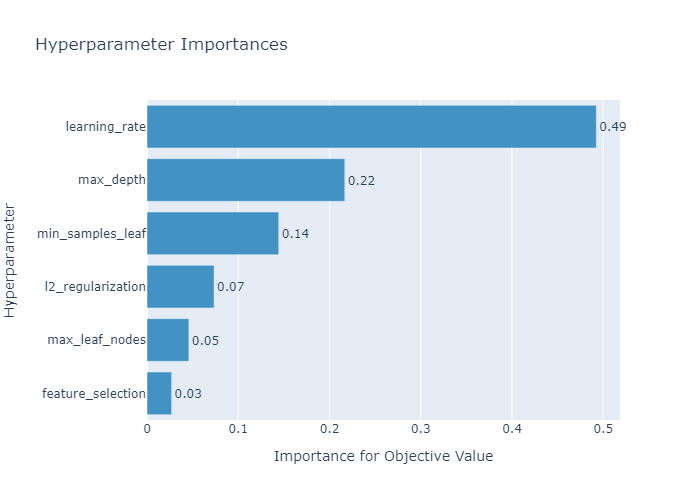 Hyperparameter Importances
Hyperparameter
learning_rate 0.49
max_depth 0.22
min_samples_leaf 0.14
l2_regularization 0.07
max_leaf_nodes 0.05
feature_selection 0.03
0 0.1 0.2 0.3 0.4 0.5
Importance for Objective Value